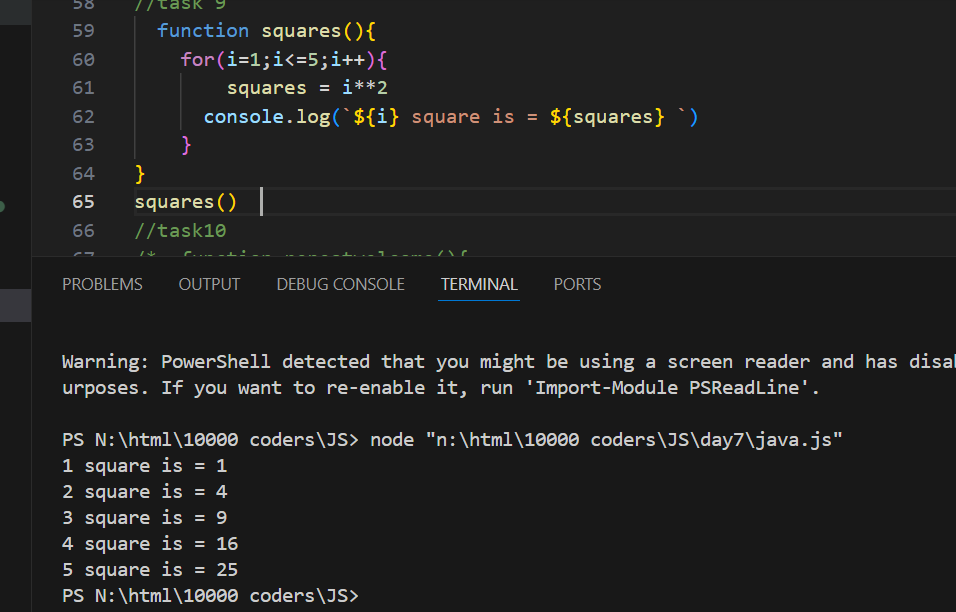 58 //task 9
59 function squares(){
60 for(i=1;i<=5;i++){
61 squares = i**2
62 console.log(`${i} square is = ${squares} `)
63 }
64 }
65 squares()
66 //task10
PROBLEMS OUTPUT DEBUG CONSOLE TERMINAL PORTS
Warning: PowerShell detected that you might be using a screen reader and has disa
urposes. If you want to re-enable it, run 'Import-Module PSReadLine'.
PS N:\html\10000 coders\JS> node "n:\html\10000 coders\JS\day7\java.js"
1 square is = 1
2 square is = 4
3 square is = 9
4 square is = 16
5 square is = 25
PS N:\html\10000 coders\JS>